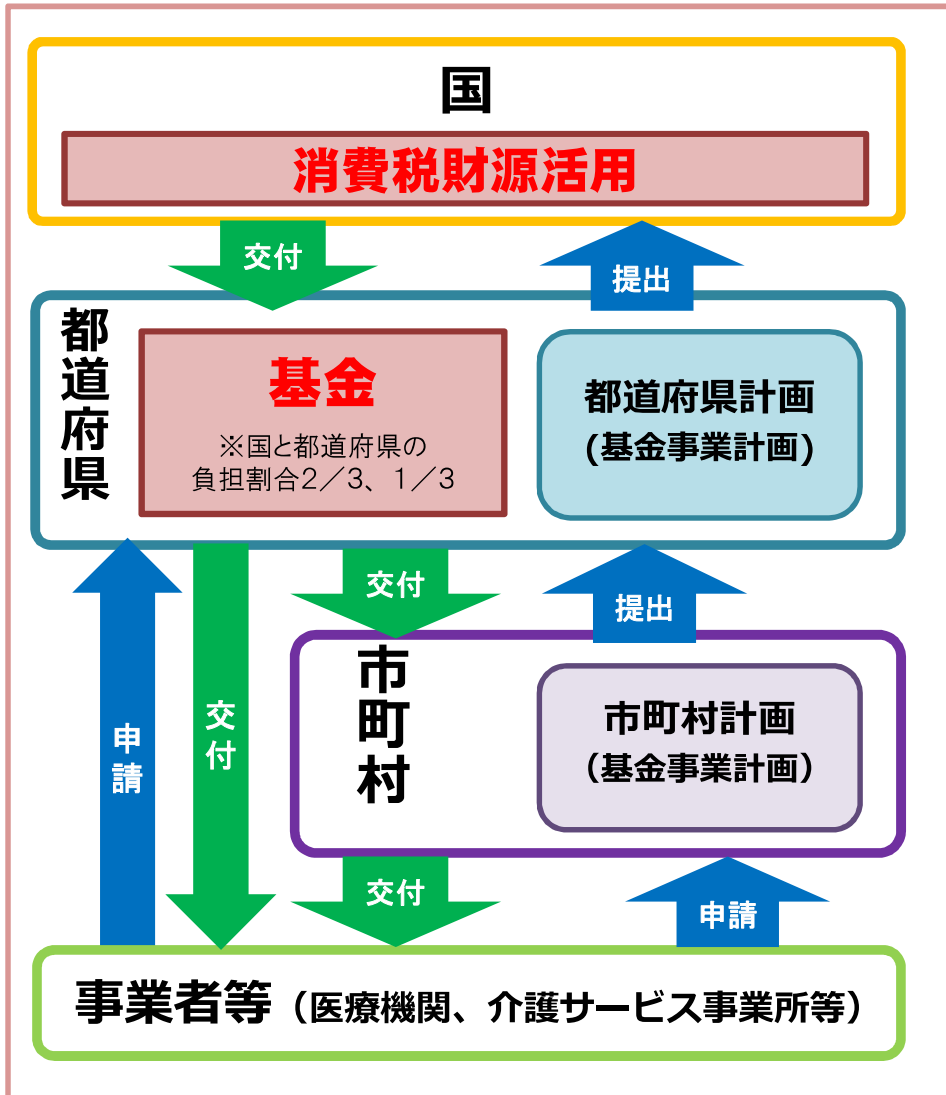 国
消費税財源活用
交付
提出
都道府県
基金
※国と都道府県の
負担割合2／3、1／3
都道府県計画
(基金事業計画)
交付
提出
申請
交付
市町村
市町村計画
（基金事業計画）
交付
申請
事業者等（医療機関、介護サービス事業所等）